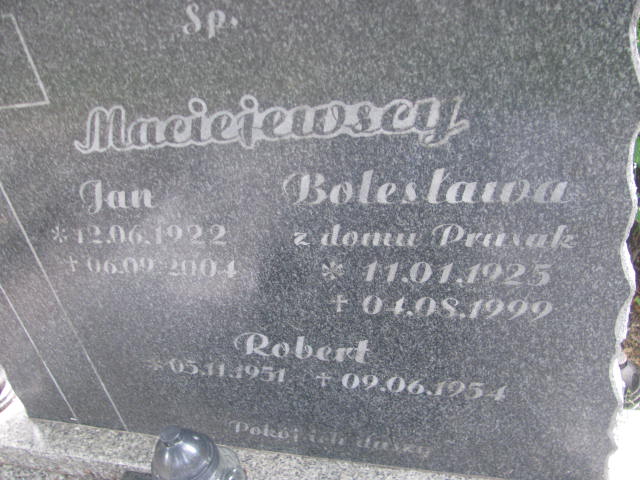 Śp.
Maciejewscy
Jan
* 12.06.1922
+ 06.09.2004
Bolesława
z domu Prusak
* 11.01.1925
+ 04.08.1999
Robert
* 05.11.1951 + 09.06.1954
Pokój ich duszy